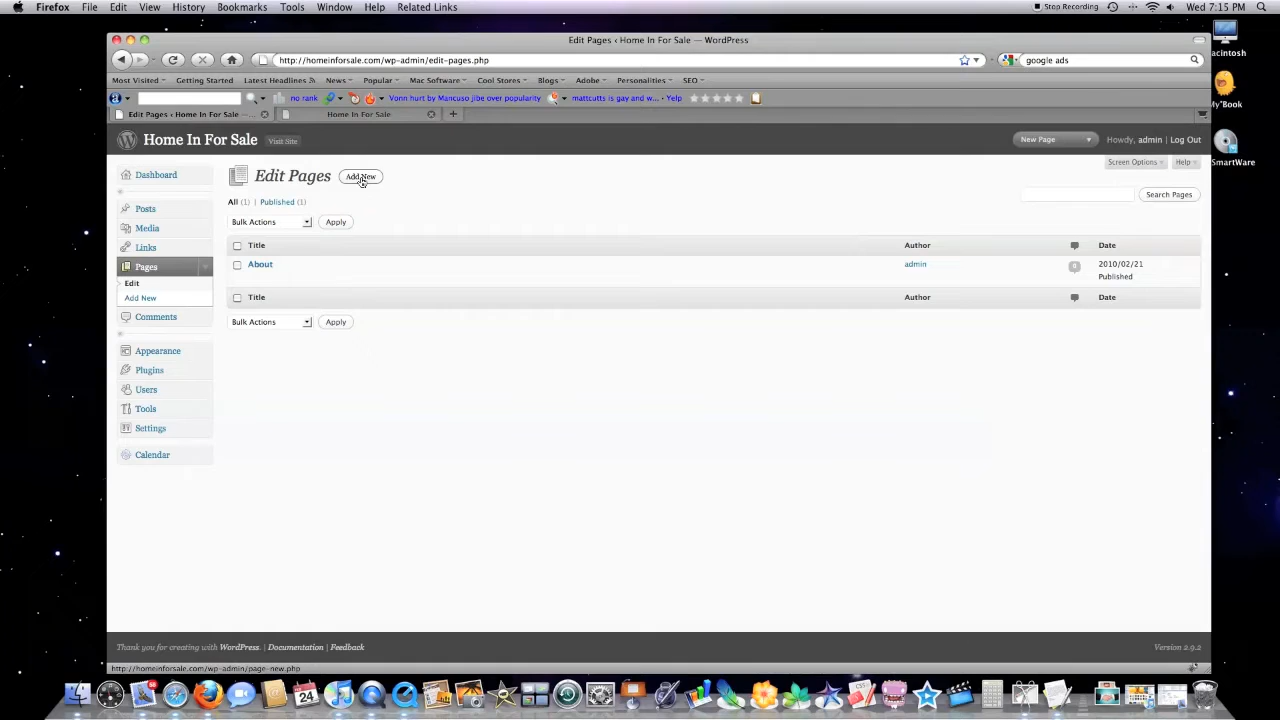 Firefox File Edit View History Bookmarks Tools Window Help Related Links Stop Recording Wed 7:15 PM
Edit Pages ‹ Home In For Sale — WordPress
http://homeinforsale.com/wp-admin/edit-pages.php google ads
Most Visited Getting Started Latest Headlines News Popular Mac Software Cool Stores Blogs Adobe Personalities SEO
no rank Vonn hurt by Mancuso jibe over popularity mattcutts is gay and w... Yelp
Edit Pages ‹ Home In For Sale —... Home In For Sale
Home In For Sale Visit Site New Page Howdy, admin | Log Out
Screen Options Help
Dashboard
Posts
Media
Links
Pages
Edit
Add New
Comments
Appearance
Plugins
Users
Tools
Settings
Calendar
Edit Pages Add New
All (1) | Published (1) Search Pages
Bulk Actions Apply
Title Author Date
About admin 0 2010/02/21
Published
Title Author Date
Bulk Actions Apply
Thank you for creating with WordPress. | Documentation | Feedback Version 2.9.2
http://homeinforsale.com/wp-admin/page-new.php
acintosh
My Book
SmartWare
24